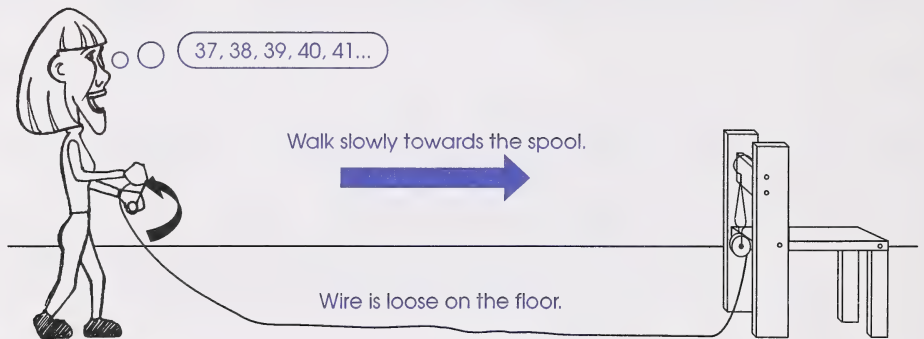 37, 38, 39, 40, 41...
Walk slowly towards the spool.
Wire is loose on the floor.